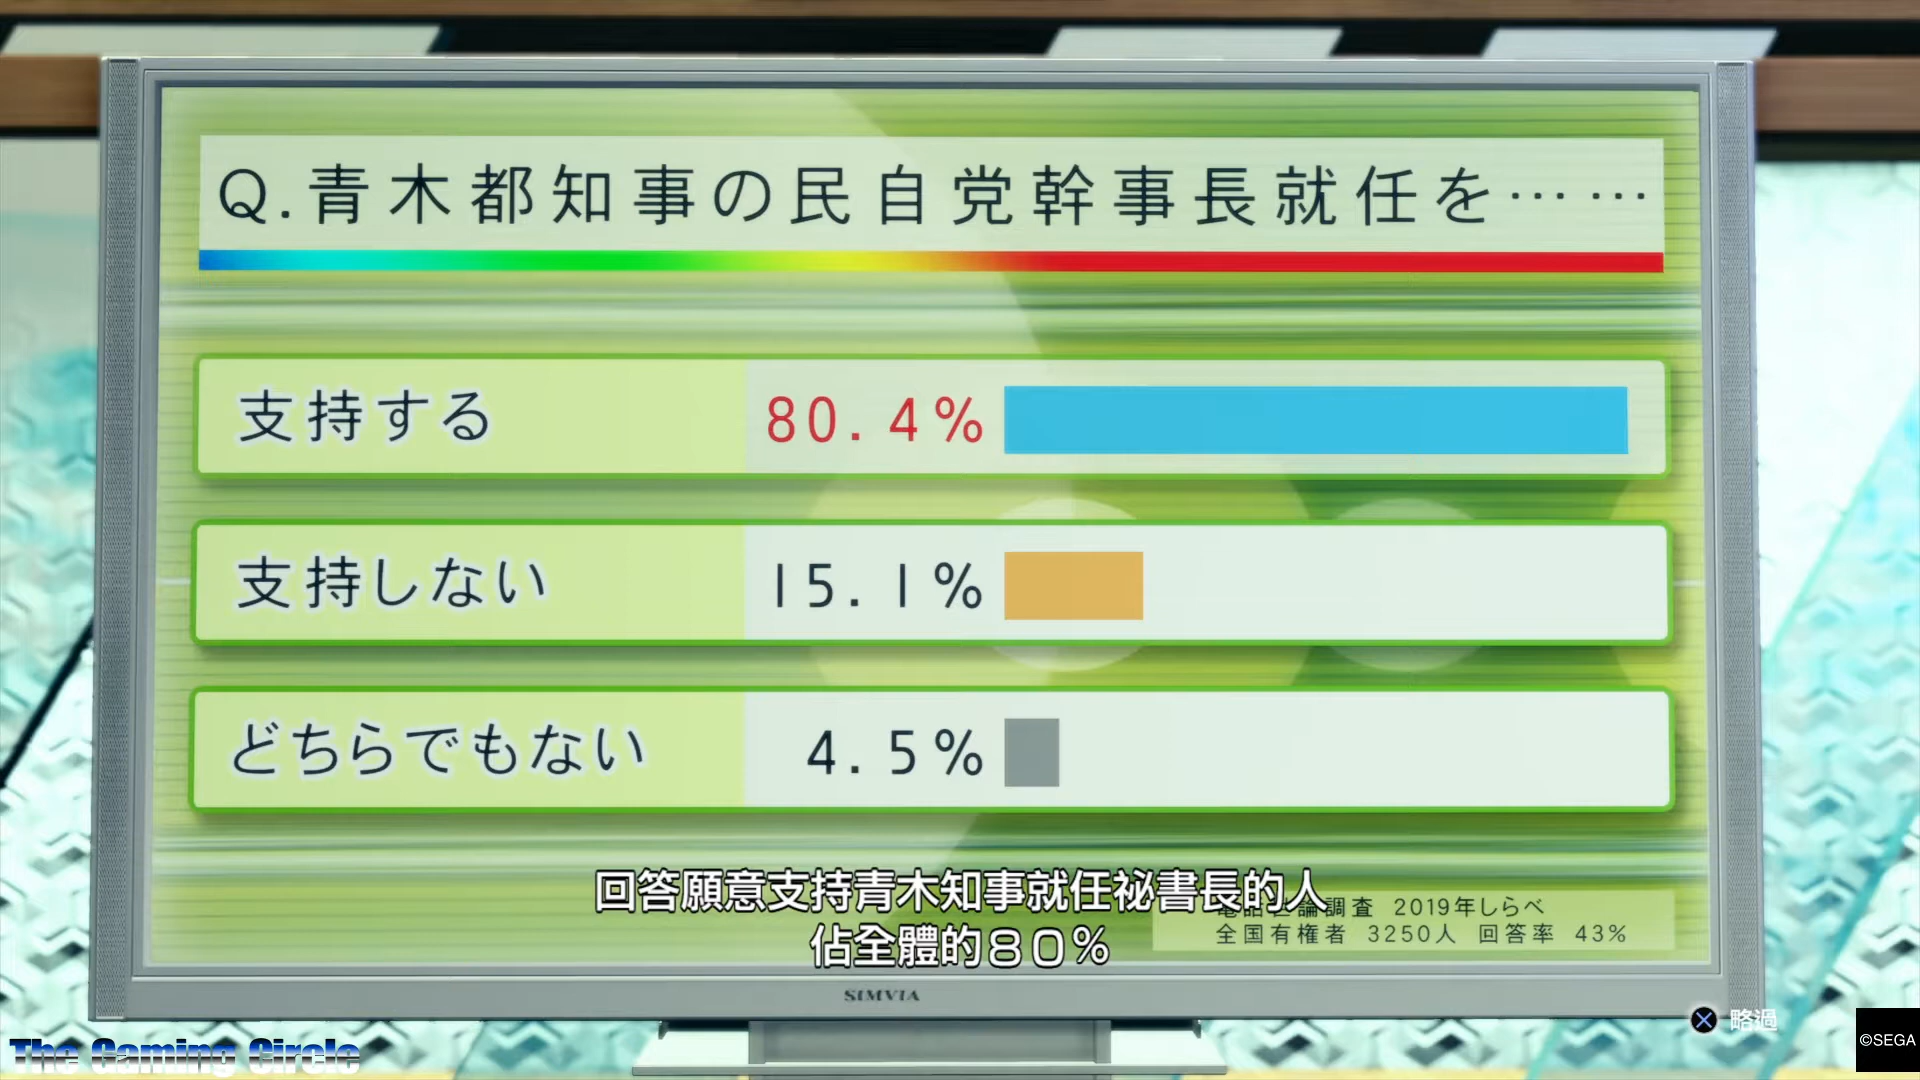 Q.青木都知事の民自党幹事長就任を……
支持する 80.4%
支持しない 15.1%
どちらでもない 4.5%
回答願意支持青木知事就任祕書長的人
佔全體的80%
調査 2019年しらべ
全国有権者 3250人 回答率 43%
SIMVIA
略過
The Gaming Circle
©SEGA